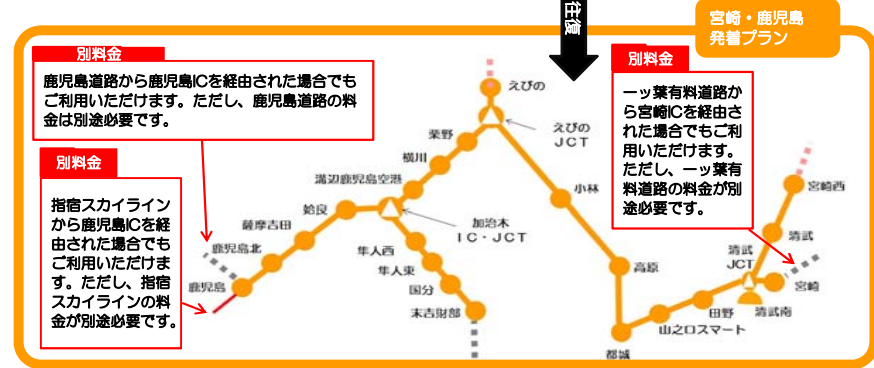 往復
宮崎・鹿児島
発着プラン
別料金
鹿児島道路から鹿児島ICを経由された場合でも
ご利用いただけます。ただし、鹿児島道路の料
金は別途必要です。
別料金
指宿スカイライン
から鹿児島ICを経
由された場合でも
ご利用いただけま
す。ただし、指宿
スカイラインの料
金が別途必要です。
別料金
一ッ葉有料道路か
ら宮崎ICを経由さ
れた場合でもご利
用いただけます。
ただし、一ッ葉有
料道路の料金が別
途必要です。
えびの
えびの
JCT
栗野
横川
溝辺鹿児島空港
姶良
薩摩吉田
鹿児島北
鹿児島
加治木
IC・JCT
隼人西
隼人東
国分
末吉財部
小林
高原
都城
山之口スマート
田野
清武南
清武
JCT
清武
宮崎西
宮崎